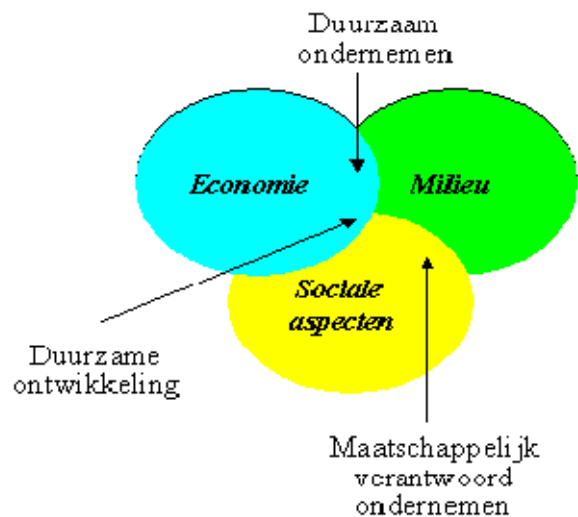 Duurzaam
ondernemen
Economie
Milieu
Sociale
aspecten
Duurzame
ontwikkeling
Maatschappelijk
verantwoord
ondernemen